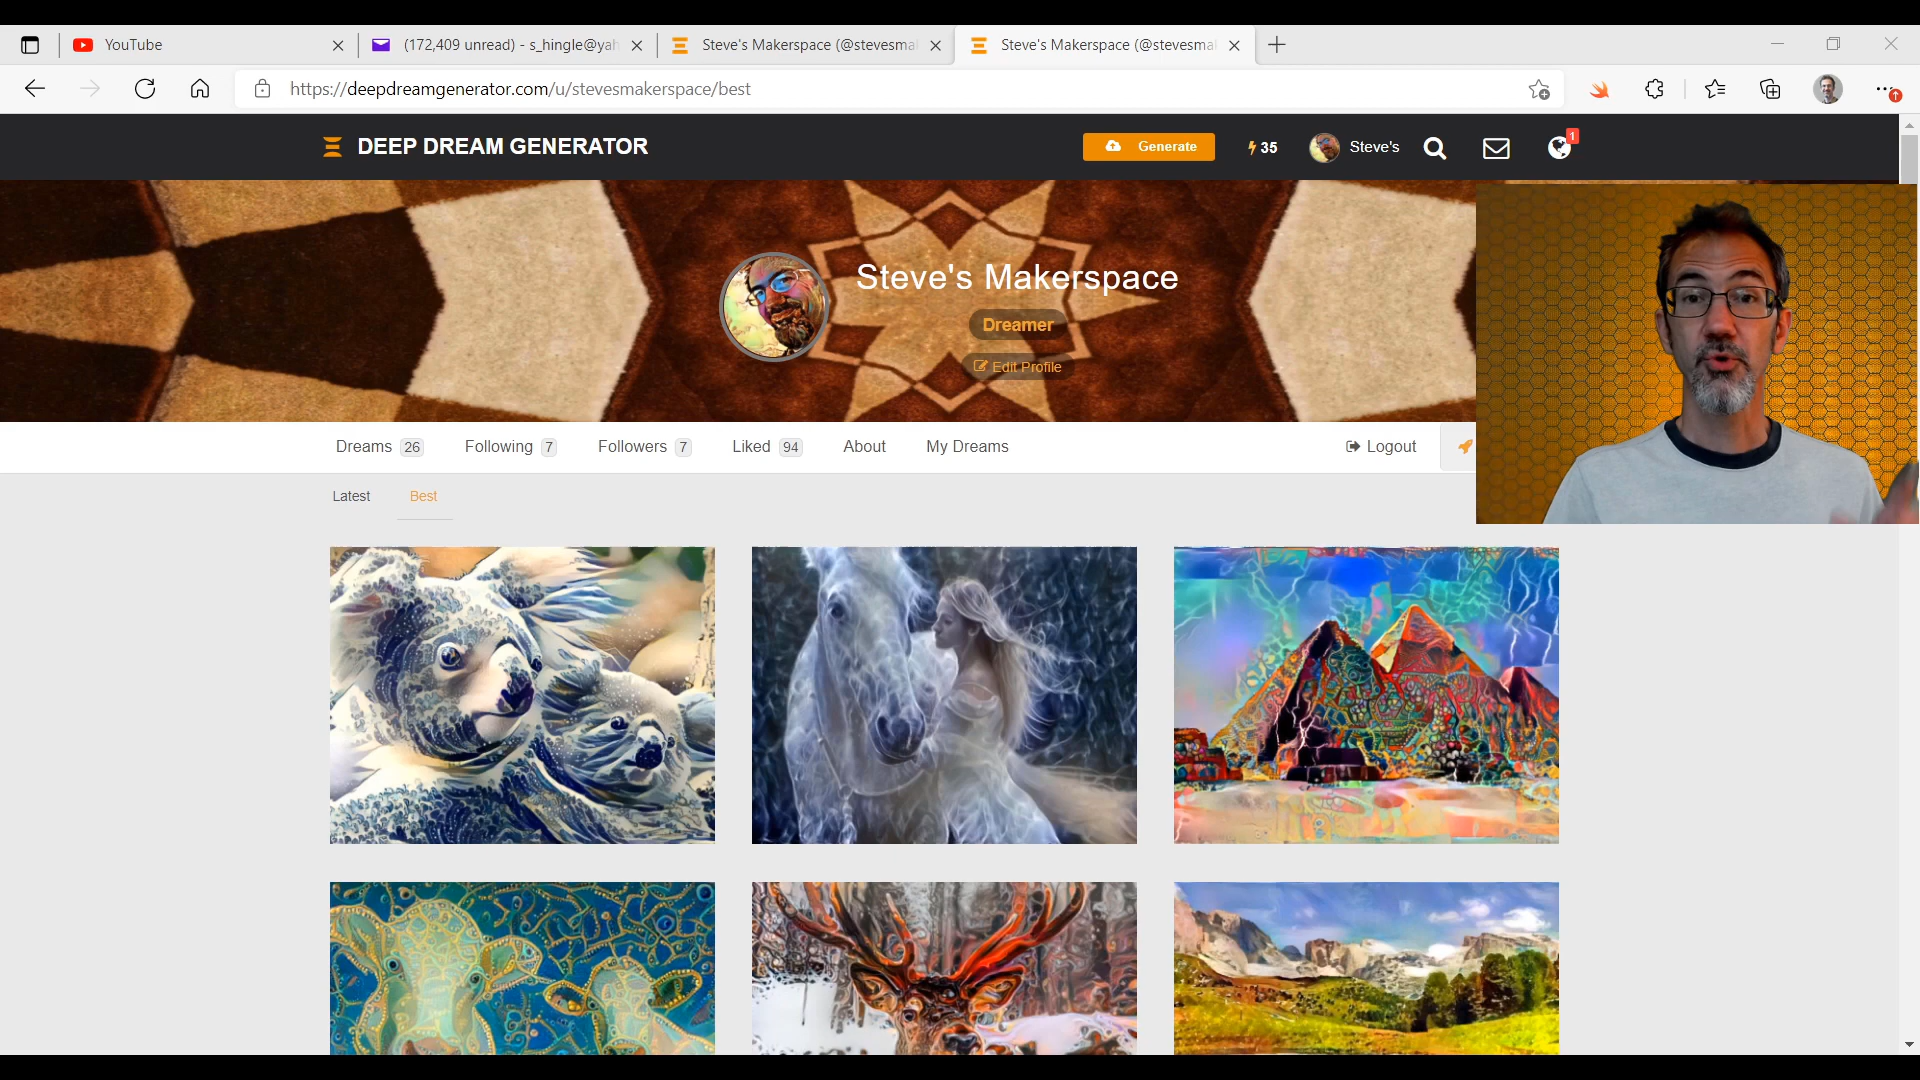 YouTube
(172,409 unread) - s_hingle@yah
Steve's Makerspace (@stevesmal
Steve's Makerspace (@stevesmal
https://deepdreamgenerator.com/u/stevesmakerspace/best
DEEP DREAM GENERATOR
Generate
35
Steve's
1
Steve's Makerspace
Dreamer
Edit Profile
Dreams 26
Following 7
Followers 7
Liked 94
About
My Dreams
Logout
Latest
Best